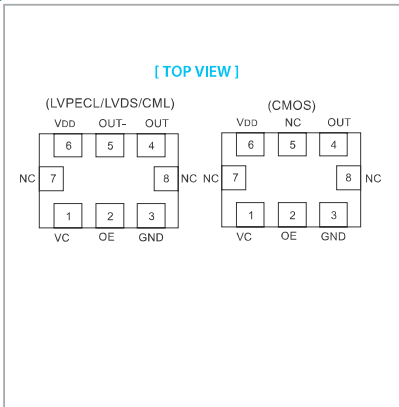 [ TOP VIEW ]
(LVPECL/LVDS/CML)
VDD OUT- OUT
6 5 4
NC 7 8 NC
1 2 3
VC OE GND
(CMOS)
VDD NC OUT
6 5 4
NC 7 8 NC
1 2 3
VC OE GND